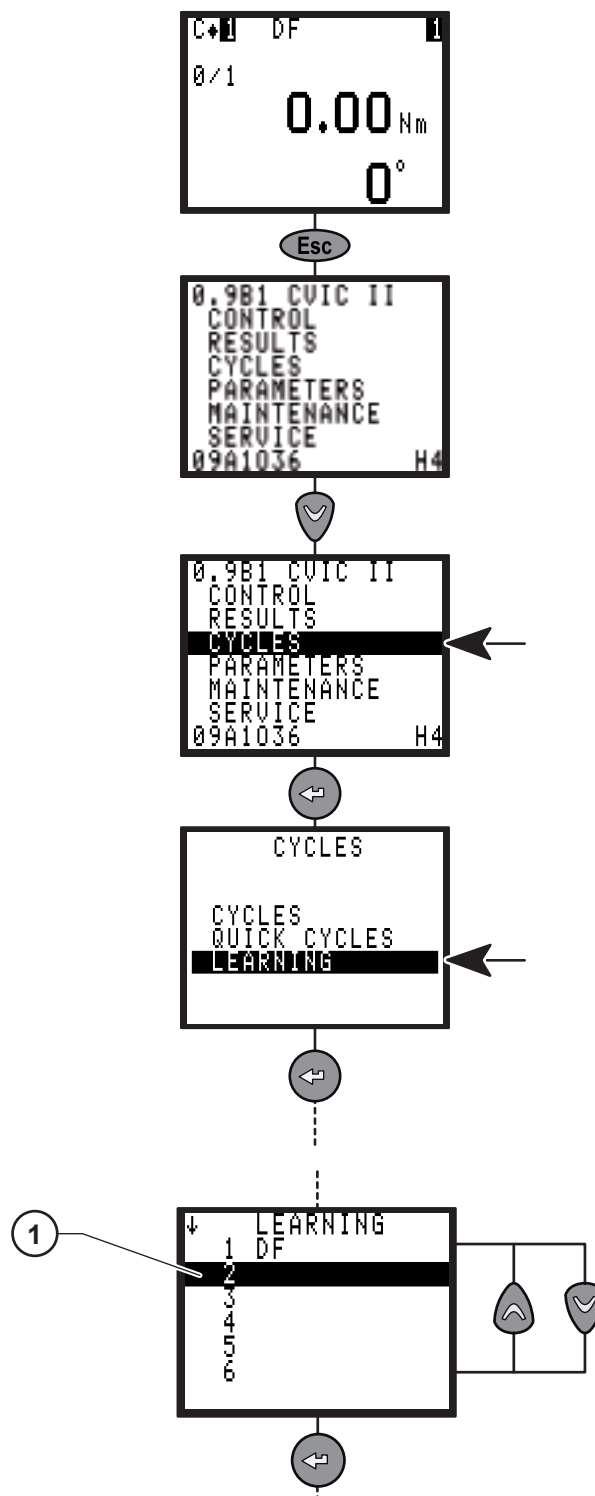 C 1 DF 1
0/1
0.00 Nm
0°
Esc
0.9B1 CVIC II
CONTROL
RESULTS
CYCLES
PARAMETERS
MAINTENANCE
SERVICE
09A1036 H4
0.9B1 CVIC II
CONTROL
RESULTS
CYCLES
PARAMETERS
MAINTENANCE
SERVICE
09A1036 H4
CYCLES
CYCLES
QUICK CYCLES
LEARNING
1
↓ LEARNING
1 DF
2
3
4
5
6